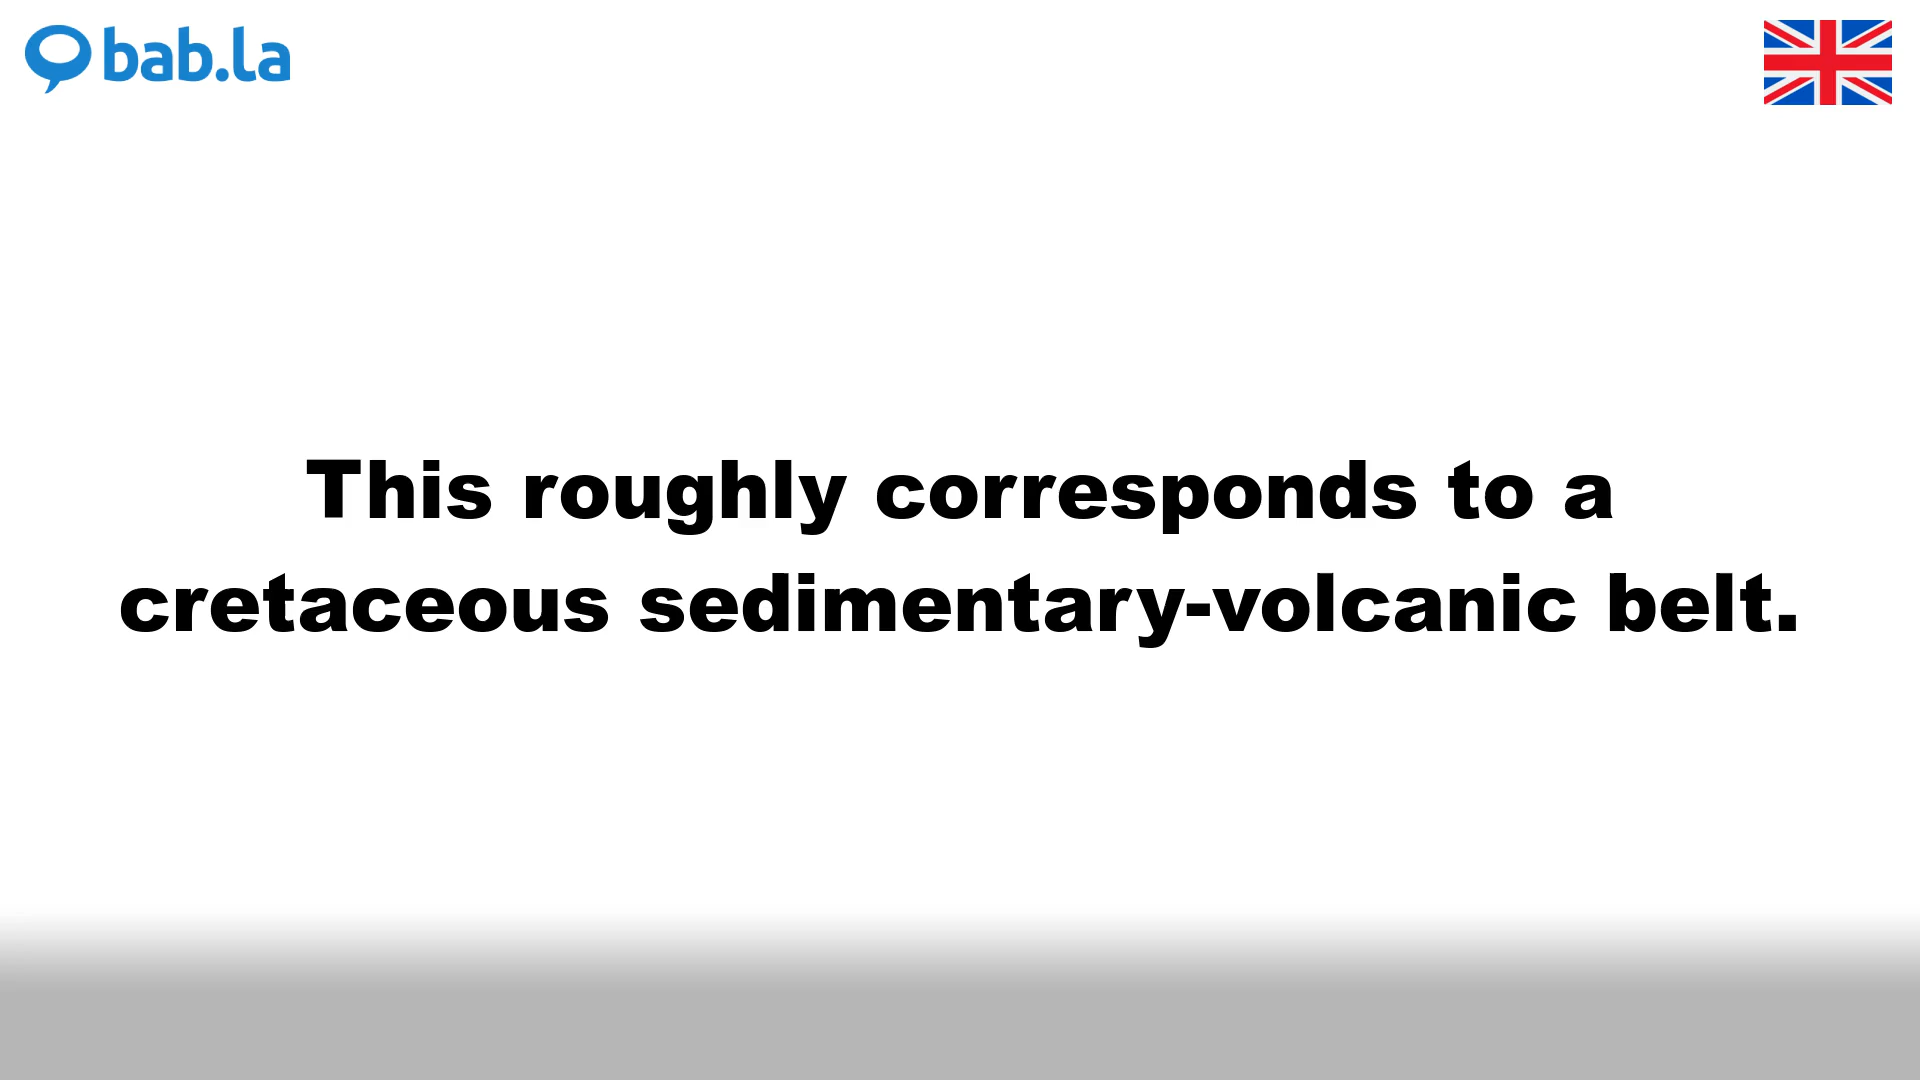 bab.la
This roughly corresponds to a
cretaceous sedimentary-volcanic belt.